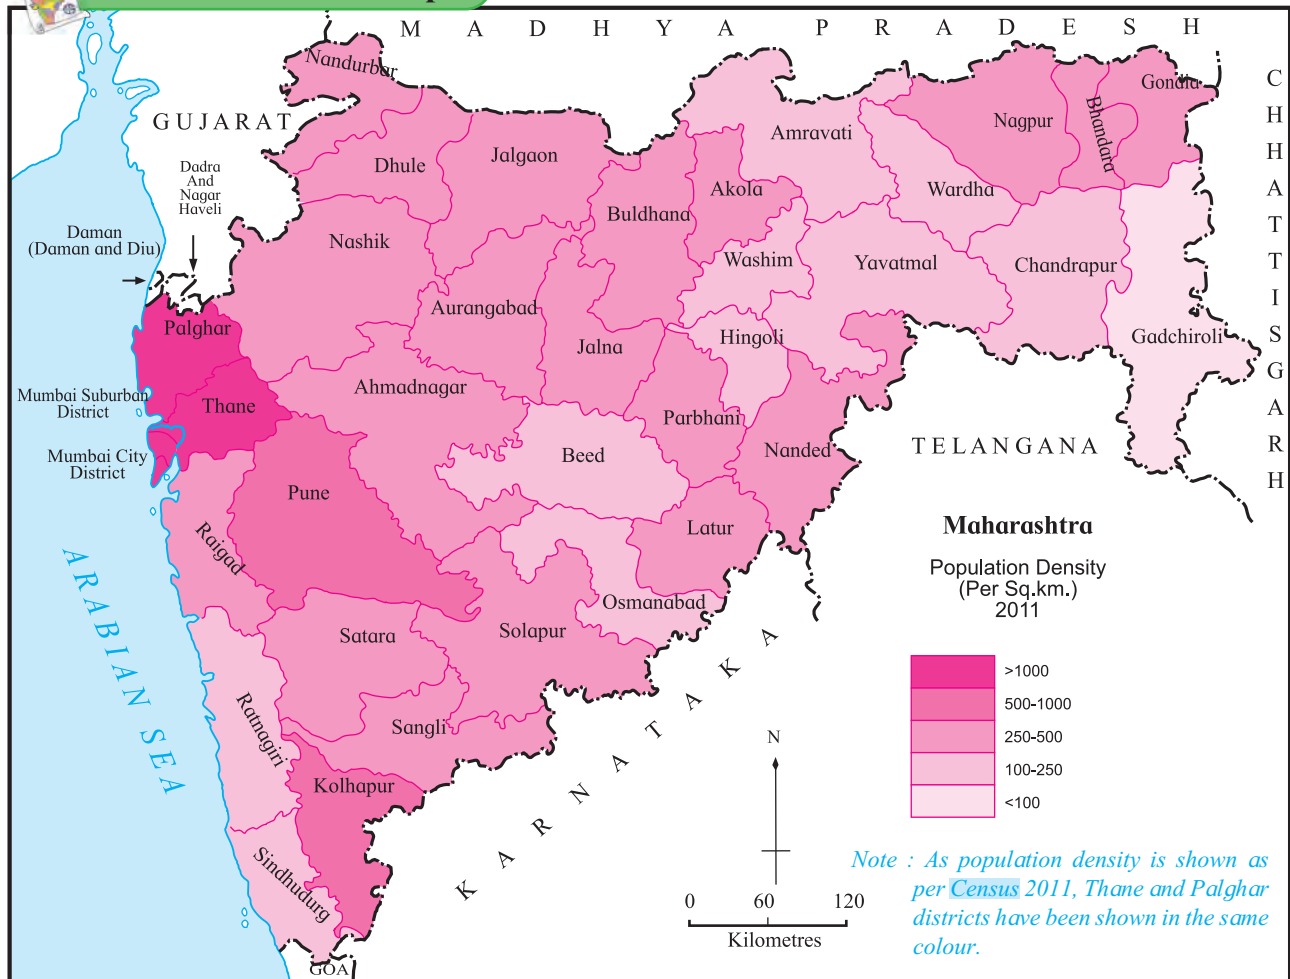 M A D H Y A P R A D E S H
C H H A T T I S G A R H
GUJARAT
Nandurbar
Dhule
Jalgaon
Amravati
Nagpur
Bhandara
Gondia
Dadra
And
Nagar
Haveli
Daman
(Daman and Diu)
Nashik
Buldhana
Akola
Wardha
Washim
Yavatmal
Chandrapur
Aurangabad
Palghar
Jalna
Hingoli
Gadchiroli
Mumbai Suburban
District
Thane
Ahmadnagar
Parbhani
Mumbai City
District
Beed
Nanded
TELANGANA
Pune
Raigad
Latur
Osmanabad
Satara
Solapur
ARABIAN SEA
Ratnagiri
Sangli
Kolhapur
Sindhudurg
KARNATAKA
GOA
Maharashtra
Population Density
(Per Sq.km.)
2011
>1000
500-1000
250-500
100-250
<100
N
0 60 120
Kilometres
Note : As population density is shown as
per Census 2011, Thane and Palghar
districts have been shown in the same
colour.